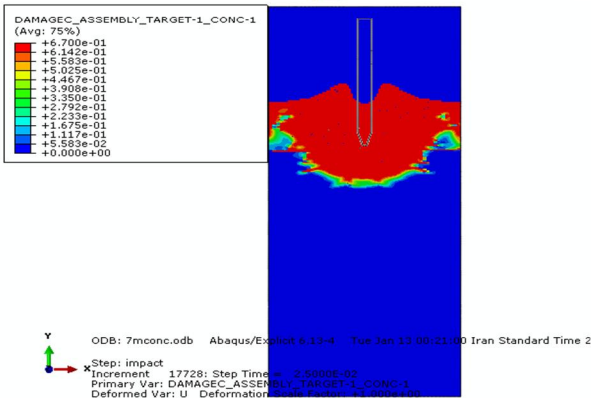 DAMAGEC_ASSEMBLY_TARGET-1_CONC-1
(Avg: 75%)
+6.700e-01
+6.142e-01
+5.583e-01
+5.025e-01
+4.467e-01
+3.908e-01
+3.350e-01
+2.792e-01
+2.233e-01
+1.675e-01
+1.117e-01
+5.583e-02
+0.000e+00
Y
X
ODB: 7mconc.odb Abaqus/Explicit 6.13-4 Tue Jan 13 00:21:00 Iran Standard Time 2
Step: impact
Increment 17728: Step Time = 2.5000E-02
Primary Var: DAMAGEC_ASSEMBLY_TARGET-1_CONC-1
Deformed Var: U Deformation Scale Factor: +1.000e+00